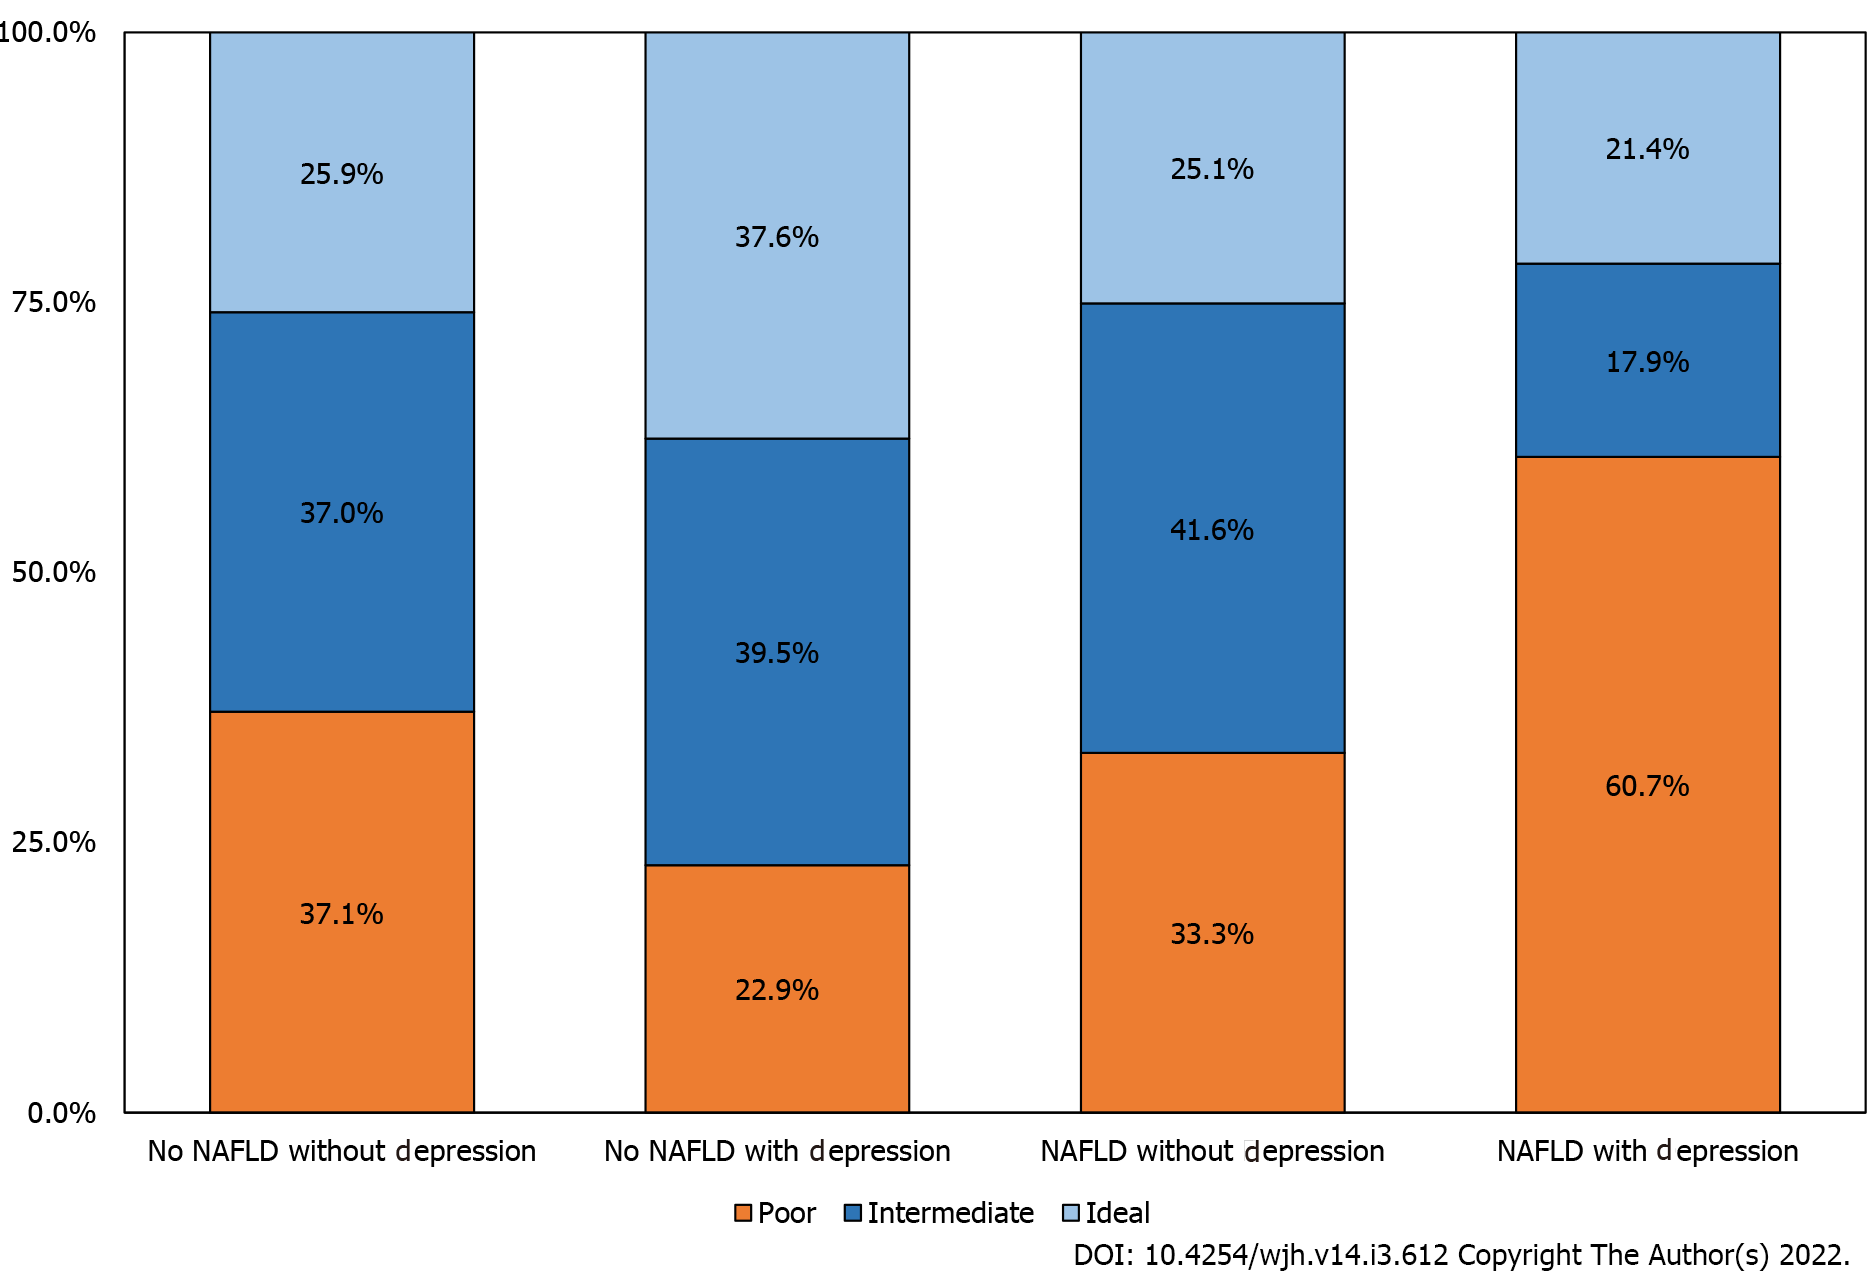 100.0%
25.9%
37.6%
25.1%
21.4%
75.0%
17.9%
37.0%
41.6%
50.0%
39.5%
60.7%
25.0%
37.1%
22.9%
33.3%
0.0%
No NAFLD without depression
No NAFLD with depression
NAFLD without depression
NAFLD with depression
Poor Intermediate Ideal
DOI: 10.4254/wjh.v14.i3.612 Copyright The Author(s) 2022.